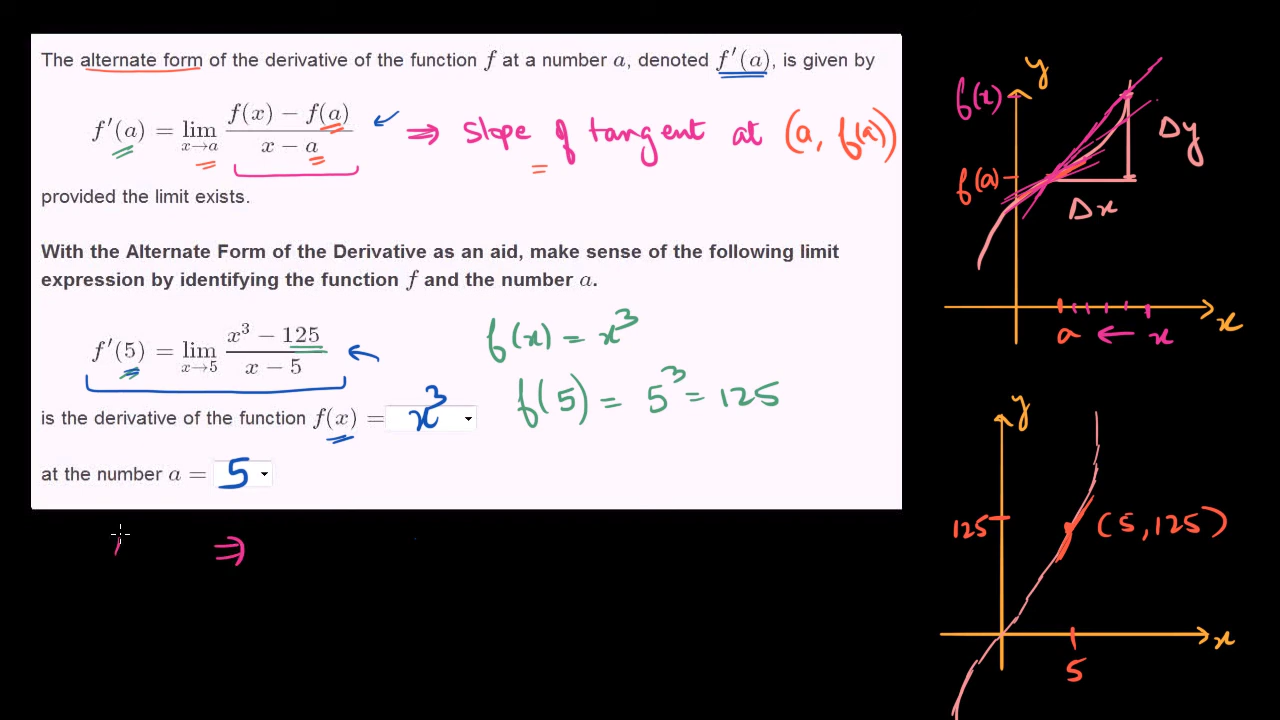 The alternate form of the derivative of the function f at a number a, denoted f′(a), is given by
f′(a) = lim x→a (f(x) − f(a)) / (x − a) ⇒ slope of tangent at (a, f(a))
provided the limit exists.
With the Alternate Form of the Derivative as an aid, make sense of the following limit
expression by identifying the function f and the number a.
f′(5) = lim x→5 (x³ − 125) / (x − 5)
f(x) = x³
f(5) = 5³ = 125
is the derivative of the function f(x) = x³
at the number a = 5
⇒
y
f(x)
Δy
f(a)
Δx
a ← x
x
y
125
(5, 125)
x
5